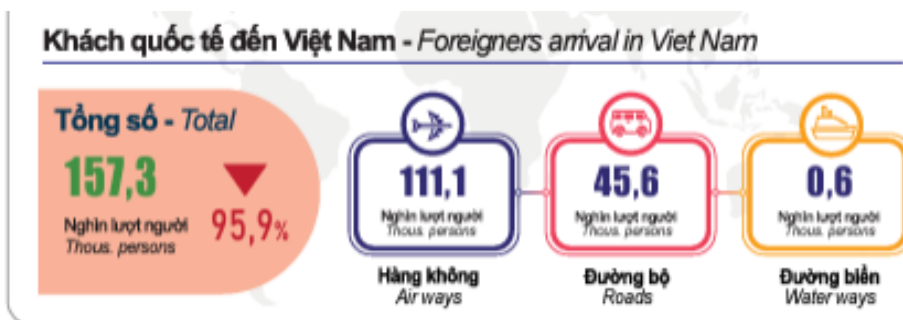 Khách quốc tế đến Việt Nam - Foreigners arrival in Viet Nam
Tổng số - Total
157,3
Nghìn lượt người
Thous. persons
95,9%
111,1
Nghìn lượt người
Thous. persons
Hàng không
Air ways
45,6
Nghìn lượt người
Thous. persons
Đường bộ
Roads
0,6
Nghìn lượt người
Thous. persons
Đường biển
Water ways